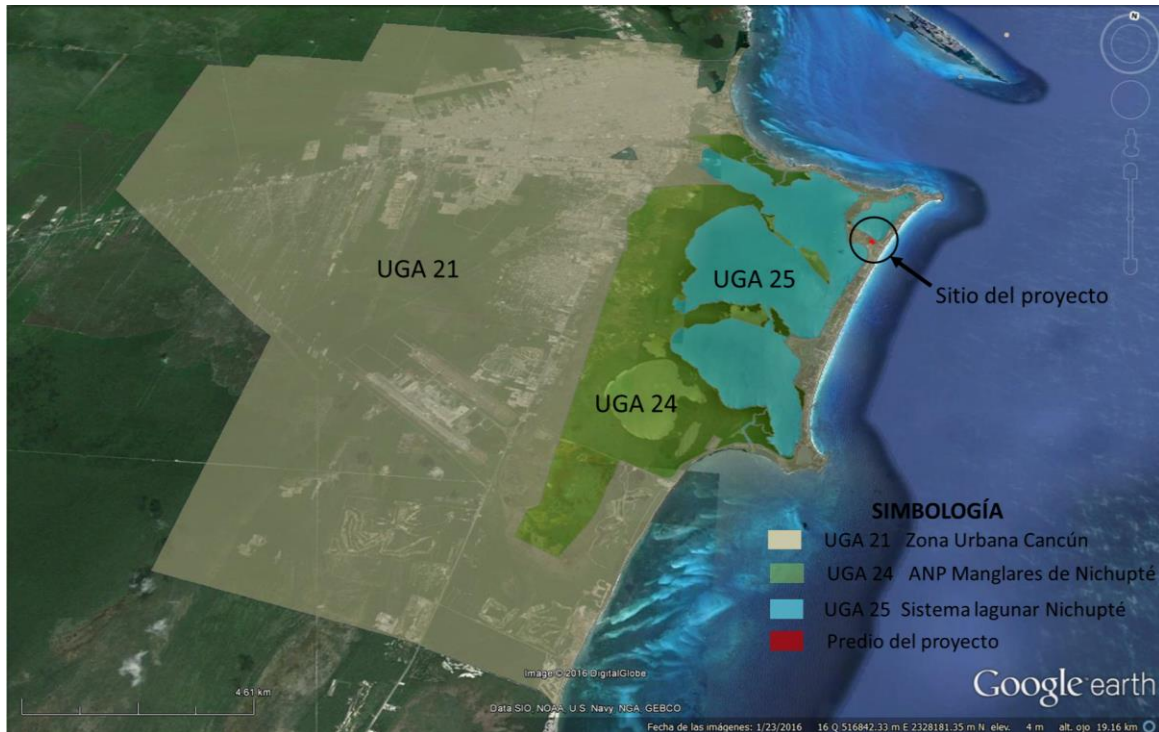 N
UGA 21
UGA 25
Sitio del proyecto
UGA 24
SIMBOLOGÍA
UGA 21 Zona Urbana Cancún
UGA 24 ANP Manglares de Nichupté
UGA 25 Sistema lagunar Nichupté
Predio del proyecto
Image © 2016 DigitalGlobe
Google earth
4.61 km
Data SIO, NOAA, U.S. Navy, NGA, GEBCO
Fecha de las imágenes: 1/23/2016 16 Q 516842.33 m E 2328181.35 m N elev. 4 m alt. ojo 19.16 km